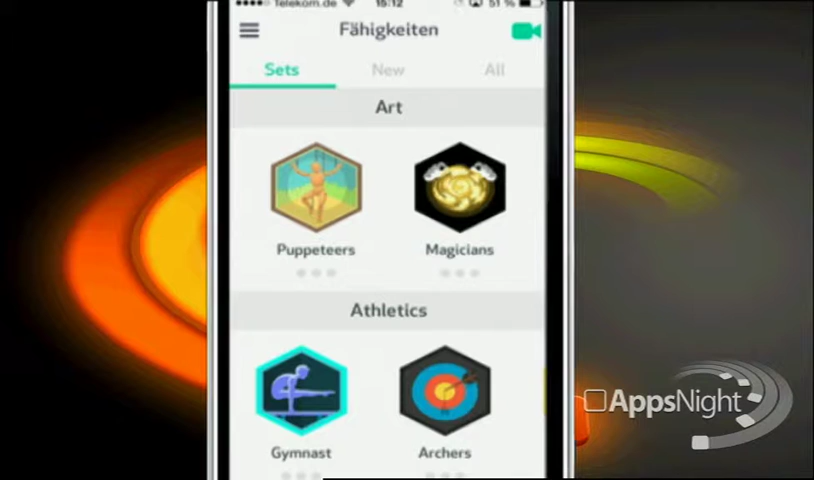 Telekom.de 15:12 51 %
Fähigkeiten
Sets New All
Art
Puppeteers Magicians
Athletics
Gymnast Archers
AppsNight